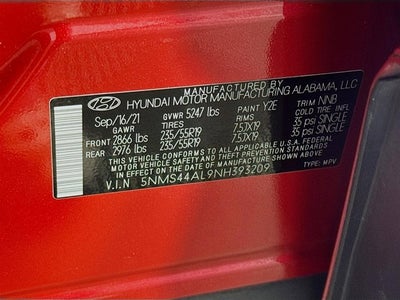 MANUFACTURED BY
HYUNDAI MOTOR MANUFACTURING ALABAMA, LLC
Sep/16/21 GVWR 5247 lbs PAINT Y2E TRIM NNB
GAWR TIRES RIMS COLD TIRE INFL
FRONT 2866 lbs 235/55R19 7.5JX19 35 psi SINGLE
REAR 2976 lbs 235/55R19 7.5JX19 35 psi SINGLE
THIS VEHICLE CONFORMS TO ALL APPLICABLE U.S.A. FEDERAL
MOTOR VEHICLE SAFETY AND THEFT PREVENTION STANDARDS IN
EFFECT ON THE DATE OF MANUFACTURE SHOWN ABOVE.
V.I.N 5NMS44AL9NH393209 TYPE: MPV